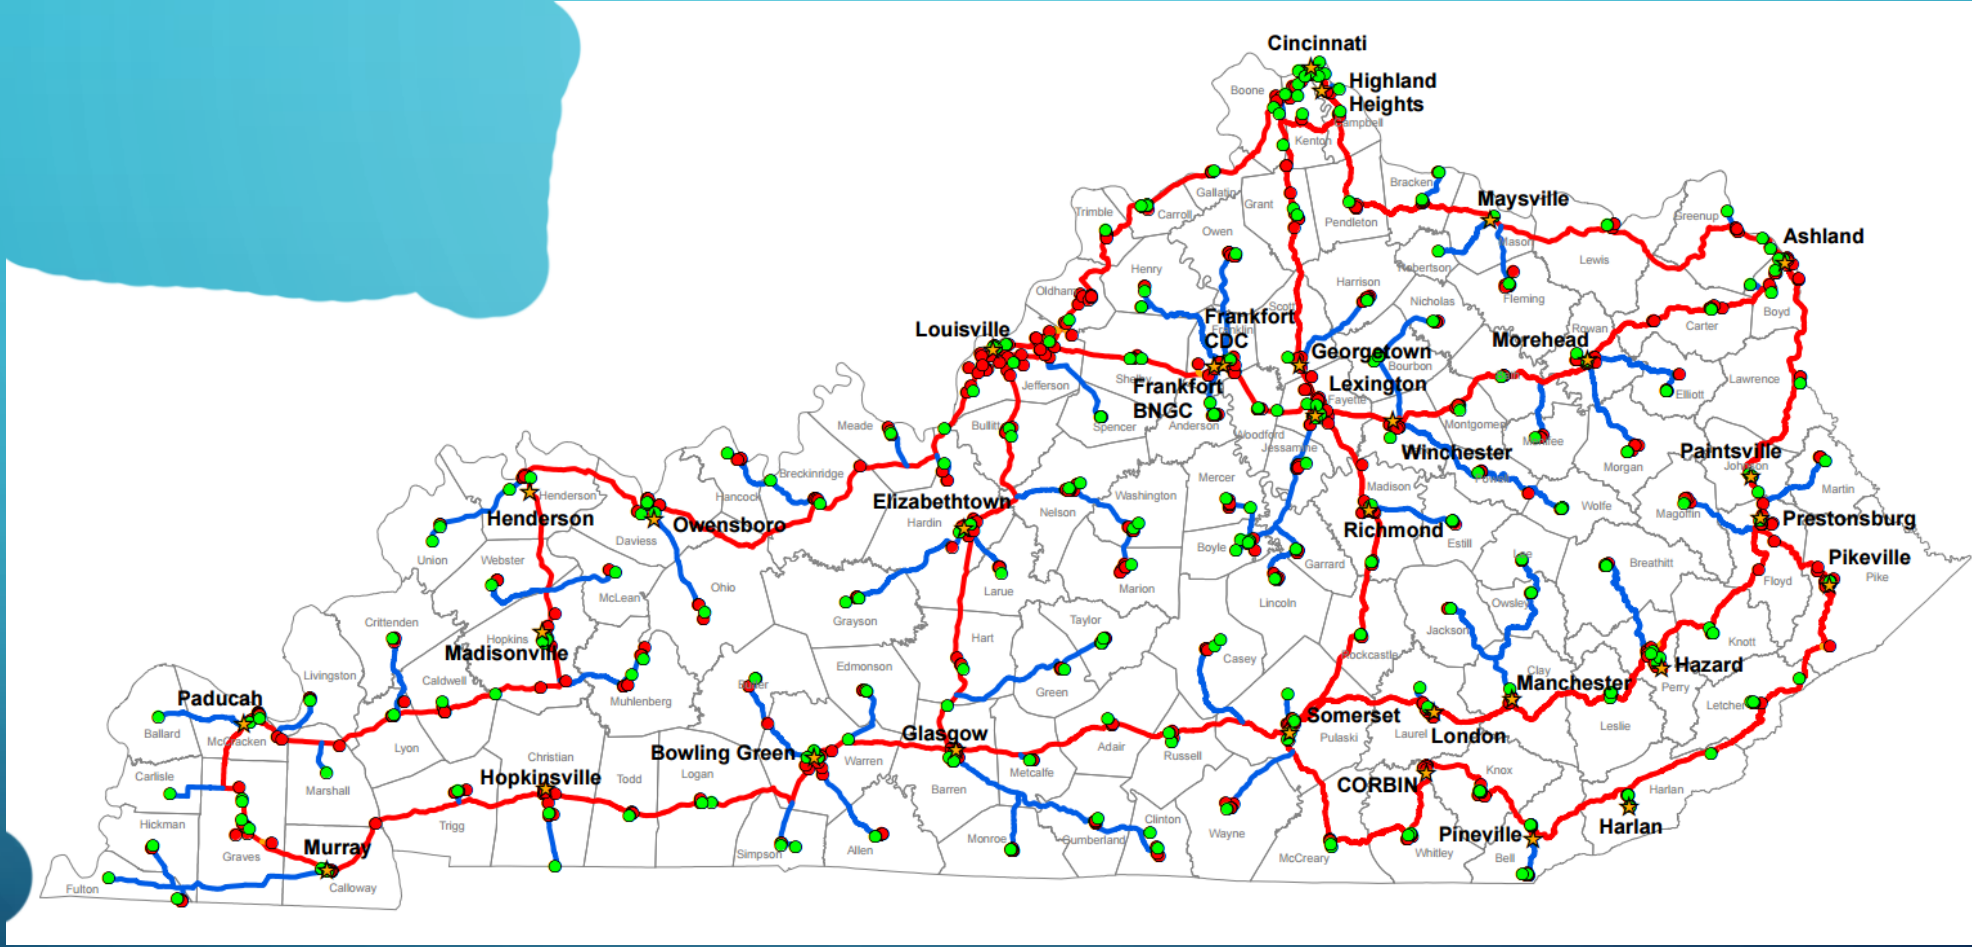 Cincinnati
Highland
Heights
Boone
Campbell
Kenton
Gallatin
Grant
Bracken
Maysville
Trimble
Carroll
Pendleton
Greenup
Owen
Mason
Ashland
Lewis
Robertson
Henry
Harrison
Oldham
Nicholas
Fleming
Scott
Boyd
Louisville
Frankfort
Franklin
CDC
Rowan
Carter
Morehead
Georgetown
Bourbon
Jefferson
Shelby
Lexington
Lawrence
Frankfort
BNGC
Fayette
Elliott
Meade
Bullitt
Spencer
Anderson
Woodford
Montgomery
Menifee
Jessamine
Winchester
Paintsville
Johnson
Morgan
Breckinridge
Mercer
Powell
Madison
Martin
Hancock
Henderson
Washington
Elizabethtown
Nelson
Wolfe
Magoffin
Henderson
Owensboro
Hardin
Richmond
Prestonsburg
Daviess
Boyle
Estill
Pikeville
Union
Webster
Garrard
Lee
Breathitt
Floyd
Pike
Ohio
McLean
Larue
Marion
Lincoln
Owsley
Crittenden
Grayson
Taylor
Jackson
Hopkins
Hart
Knott
Madisonville
Casey
Rockcastle
Livingston
Edmonson
Hazard
Caldwell
Butler
Green
Clay
Manchester
Perry
Paducah
Muhlenberg
Letcher
Ballard
McCracken
Somerset
Leslie
Lyon
Glasgow
Adair
Pulaski
Laurel
London
Bowling Green
Christian
Warren
Russell
Carlisle
Hopkinsville
Todd
Logan
Metcalfe
CORBIN
Knox
Marshall
Barren
Harlan
Hickman
Trigg
Clinton
Wayne
Harlan
Murray
Monroe
Cumberland
Pineville
Graves
Simpson
Allen
McCreary
Whitley
Bell
Fulton
Calloway